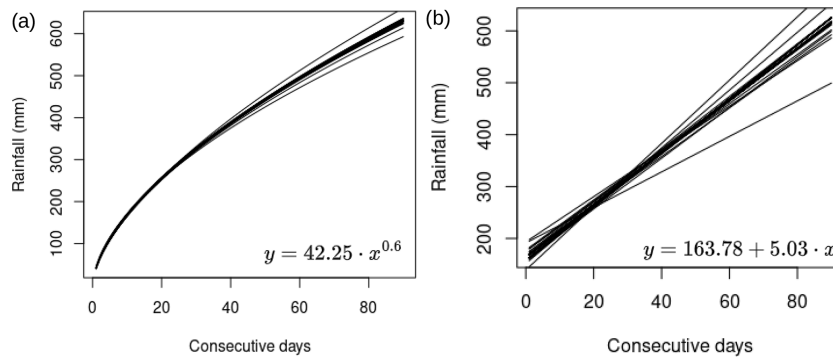 (a)
Rainfall (mm)
600
500
400
300
200
100
0
20
40
60
80
Consecutive days
y = 42.25 · x^0.6
(b)
Rainfall (mm)
600
500
400
300
200
0
20
40
60
80
Consecutive days
y = 163.78 + 5.03 · x